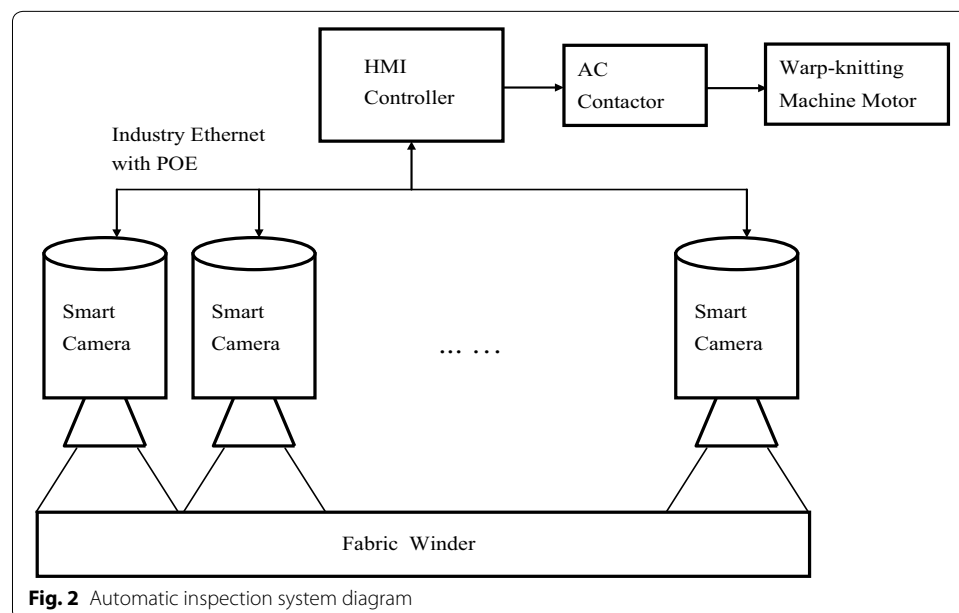 HMI
Controller
AC
Contactor
Warp-knitting
Machine Motor
Industry Ethernet
with POE
Smart
Camera
Smart
Camera
... ...
Smart
Camera
Fabric Winder
Fig. 2 Automatic inspection system diagram